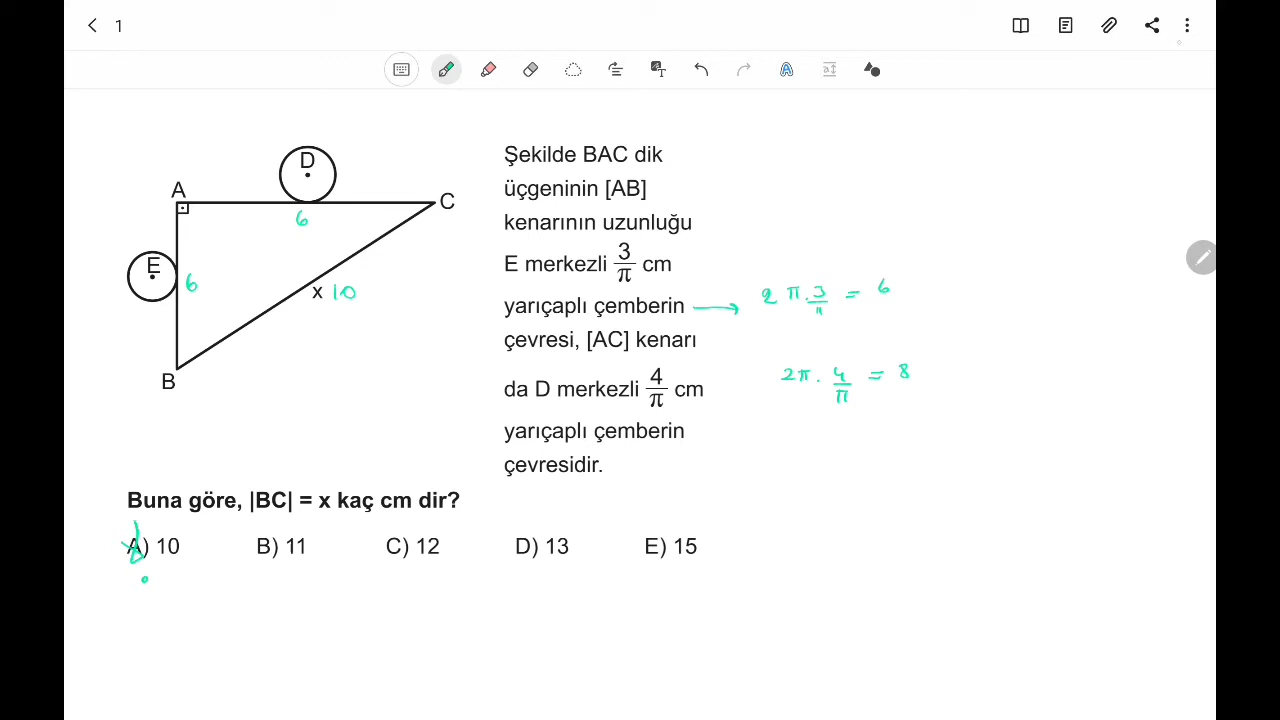 1
D
A
C
6
E
6
x 10
B
Şekilde BAC dik
üçgeninin [AB]
kenarının uzunluğu
E merkezli 3/π cm
yarıçaplı çemberin → 2 π . 3/π = 6
çevresi, [AC] kenarı
da D merkezli 4/π cm 2π . 4/π = 8
yarıçaplı çemberin
çevresidir.
Buna göre, |BC| = x kaç cm dir?
A) 10 B) 11 C) 12 D) 13 E) 15